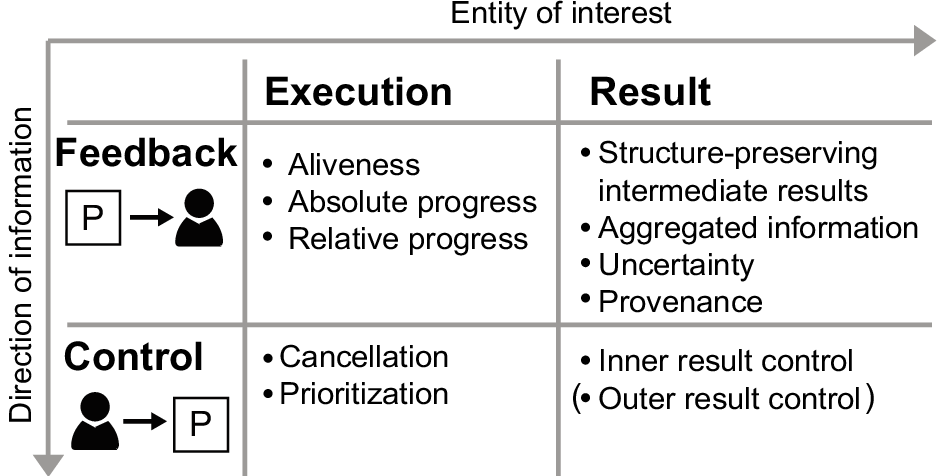 Entity of interest
Direction of information
Execution
Result
Feedback
P
• Aliveness
• Absolute progress
• Relative progress
• Structure-preserving
intermediate results
• Aggregated information
• Uncertainty
• Provenance
Control
P
• Cancellation
• Prioritization
• Inner result control
(• Outer result control)